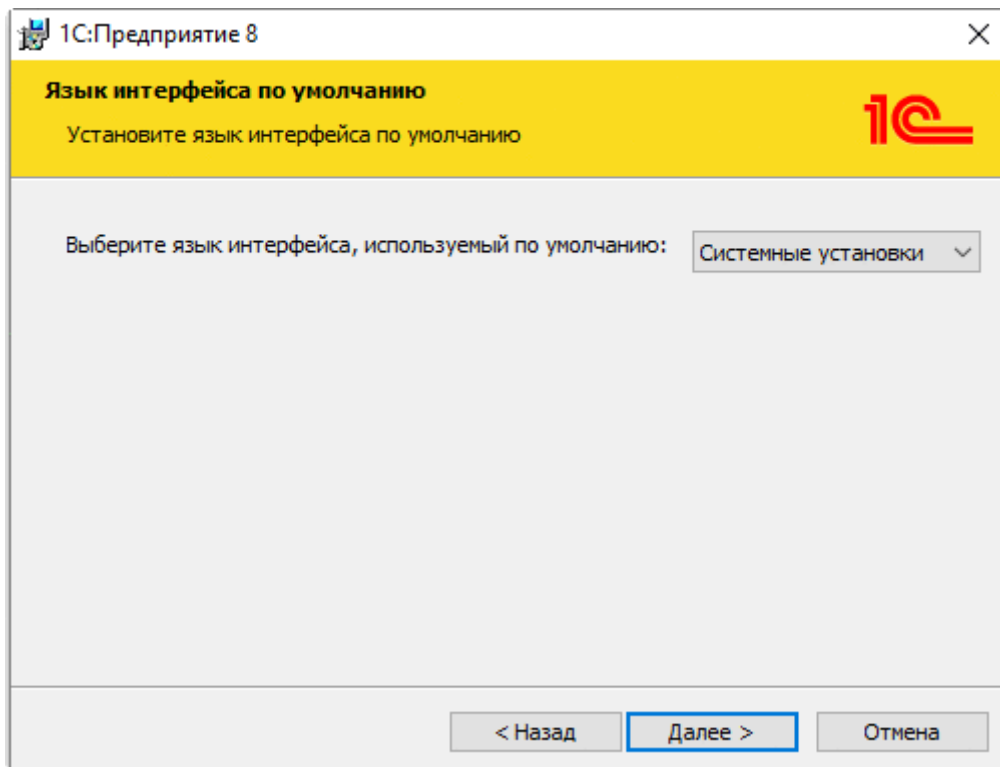 1С:Предприятие 8
Язык интерфейса по умолчанию
Установите язык интерфейса по умолчанию
1С
Выберите язык интерфейса, используемый по умолчанию: Системные установки
< Назад Далее > Отмена